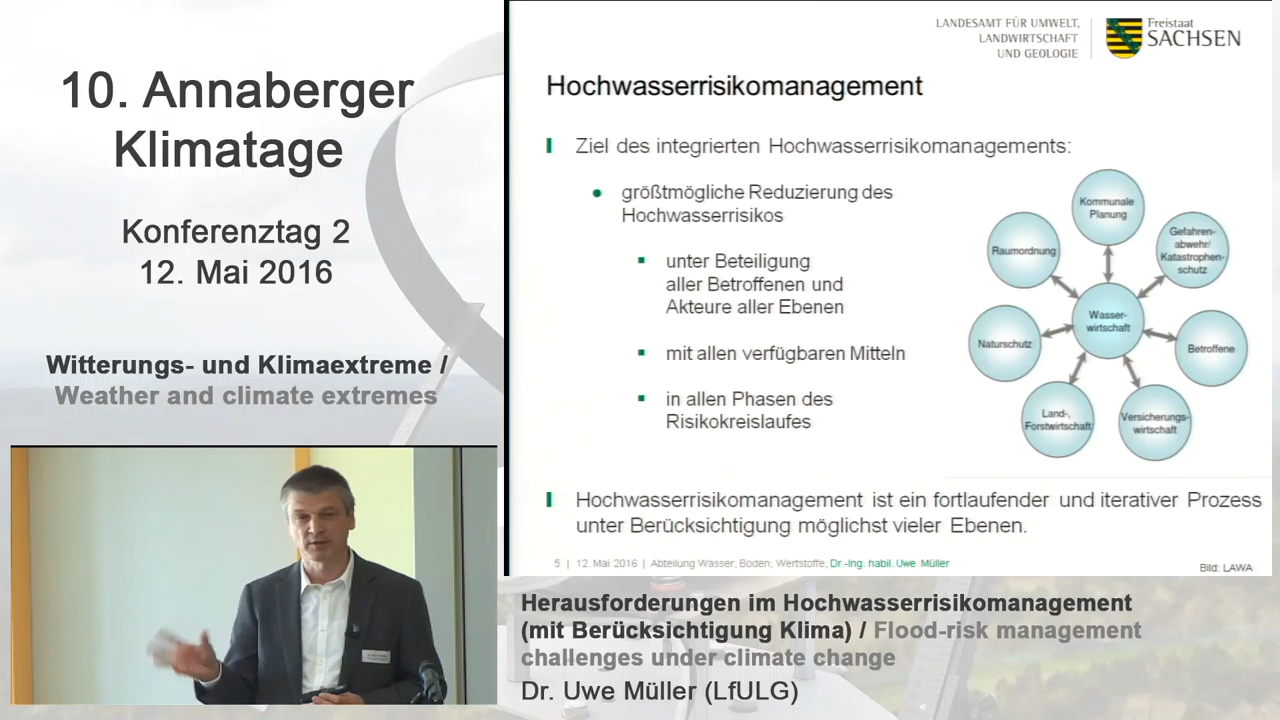 10. Annaberger
Klimatage
Konferenztag 2
12. Mai 2016
Witterungs- und Klimaextreme /
Weather and climate extremes
LANDESAMT FÜR UMWELT,
LANDWIRTSCHAFT
UND GEOLOGIE
Freistaat
SACHSEN
Hochwasserrisikomanagement
Ziel des integrierten Hochwasserrisikomanagements:
größtmögliche Reduzierung des
Hochwasserrisikos
unter Beteiligung
aller Betroffenen und
Akteure aller Ebenen
mit allen verfügbaren Mitteln
in allen Phasen des
Risikokreislaufes
Kommunale
Planung
Gefahren-
abwehr/
Katastrophen-
schutz
Raumordnung
Wasser-
wirtschaft
Naturschutz
Betroffene
Land-,
Forstwirtschaft
Versicherungs-
wirtschaft
Hochwasserrisikomanagement ist ein fortlaufender und iterativer Prozess
unter Berücksichtigung möglichst vieler Ebenen.
5 | 12. Mai 2016 | Abteilung Wasser, Boden, Wertstoffe, Dr.-Ing. habil. Uwe Müller
Bild: LAWA
Herausforderungen im Hochwasserrisikomanagement
(mit Berücksichtigung Klima) / Flood-risk management
challenges under climate change
Dr. Uwe Müller (LfULG)